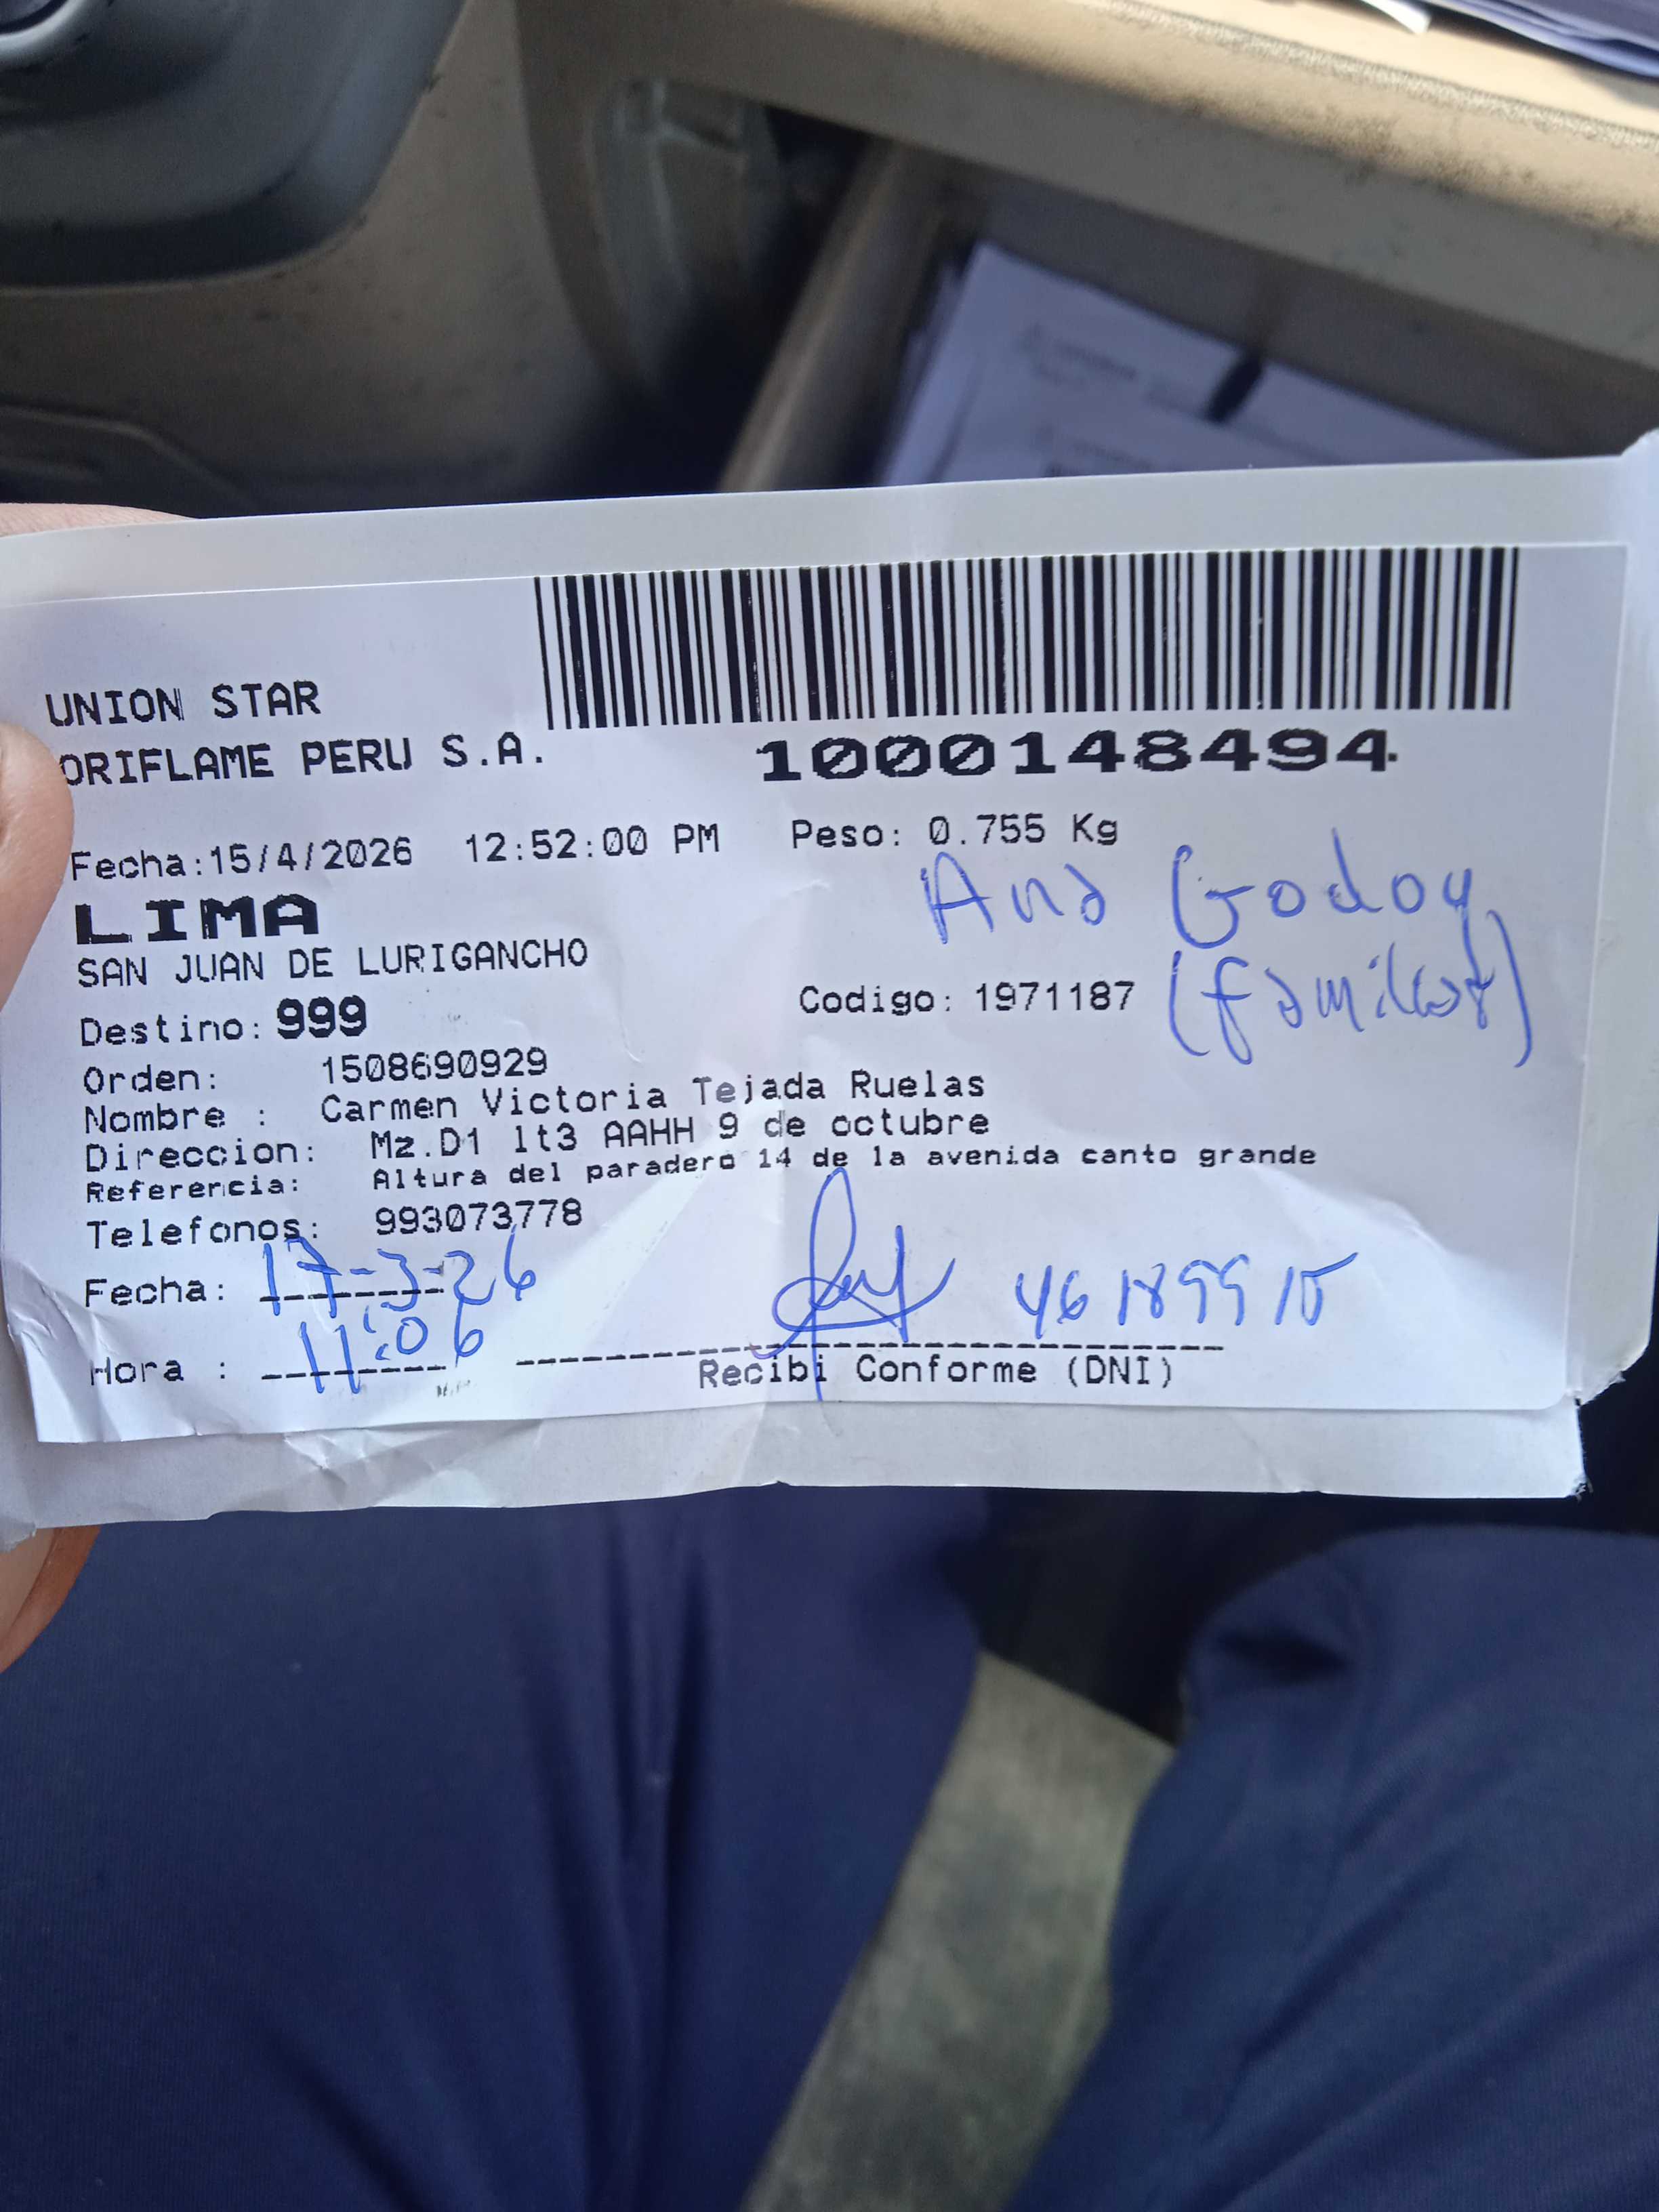 UNION STAR
ORIFLAME PERU S.A.
1000148494
Fecha:15/4/2026 12:52:00 PM Peso: 0.755 Kg
LIMA
Ana Godoy
SAN JUAN DE LURIGANCHO
(familiar)
Destino: 999 Codigo: 1971187
Orden: 1508690929
Nombre : Carmen Victoria Tejada Ruelas
Direccion: Mz.D1 lt3 AAHH 9 de octubre
Referencia: Altura del paradero 14 de la avenida canto grande
Telefonos: 993073778
Fecha: 17-3-26
46189915
Hora : 11:06
Recibi Conforme (DNI)